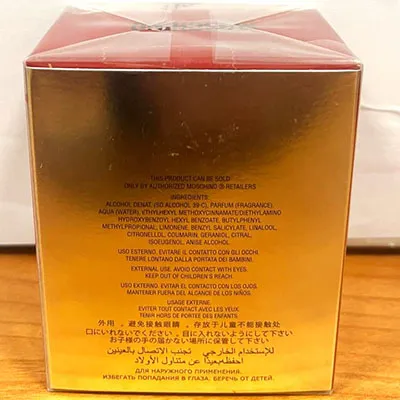 THIS PRODUCT CAN BE SOLD
ONLY BY AUTHORIZED MOSCHINO ® RETAILERS
INGREDIENTS:
ALCOHOL DENAT. (SD ALCOHOL 39-C), PARFUM (FRAGRANCE),
AQUA (WATER), ETHYLHEXYL METHOXYCINNAMATE/DIETHYLAMINO
HYDROXYBENZOYL HEXYL BENZOATE, BUTYLPHENYL
METHYLPROPIONAL, LIMONENE, BENZYL SALICYLATE, LINALOOL,
CITRONELLOL, COUMARIN, GERANIOL, CITRAL,
ISOEUGENOL, ANISE ALCOHOL.
USO ESTERNO, EVITARE IL CONTATTO CON GLI OCCHI.
TENERE LONTANO DALLA PORTATA DEI BAMBINI.
EXTERNAL USE. AVOID CONTACT WITH EYES.
KEEP OUT OF CHILDREN'S REACH.
USO EXTERNO. EVITAR EL CONTACTO CON LOS OJOS.
MANTENER FUERA DEL ALCANCE DE LOS NIÑOS.
USAGE EXTERNE.
EVITER TOUT CONTACT AVEC LES YEUX.
TENIR HORS DE PORTEE DES ENFANTS.
外用，避免接触眼睛，存放于儿童不能接触处
口にいれないでください。目に入れないようにして下さい
お子様の手の届かない場所に保管して下さい
للإستخدام الخارجي تجنب الاتصال بالعينين
احفظه بعيدًا عن متناول الأولاد
ДЛЯ НАРУЖНОГО ПРИМЕНЕНИЯ.
ИЗБЕГАТЬ ПОПАДАНИЯ В ГЛАЗА. БЕРЕЧЬ ОТ ДЕТЕЙ.